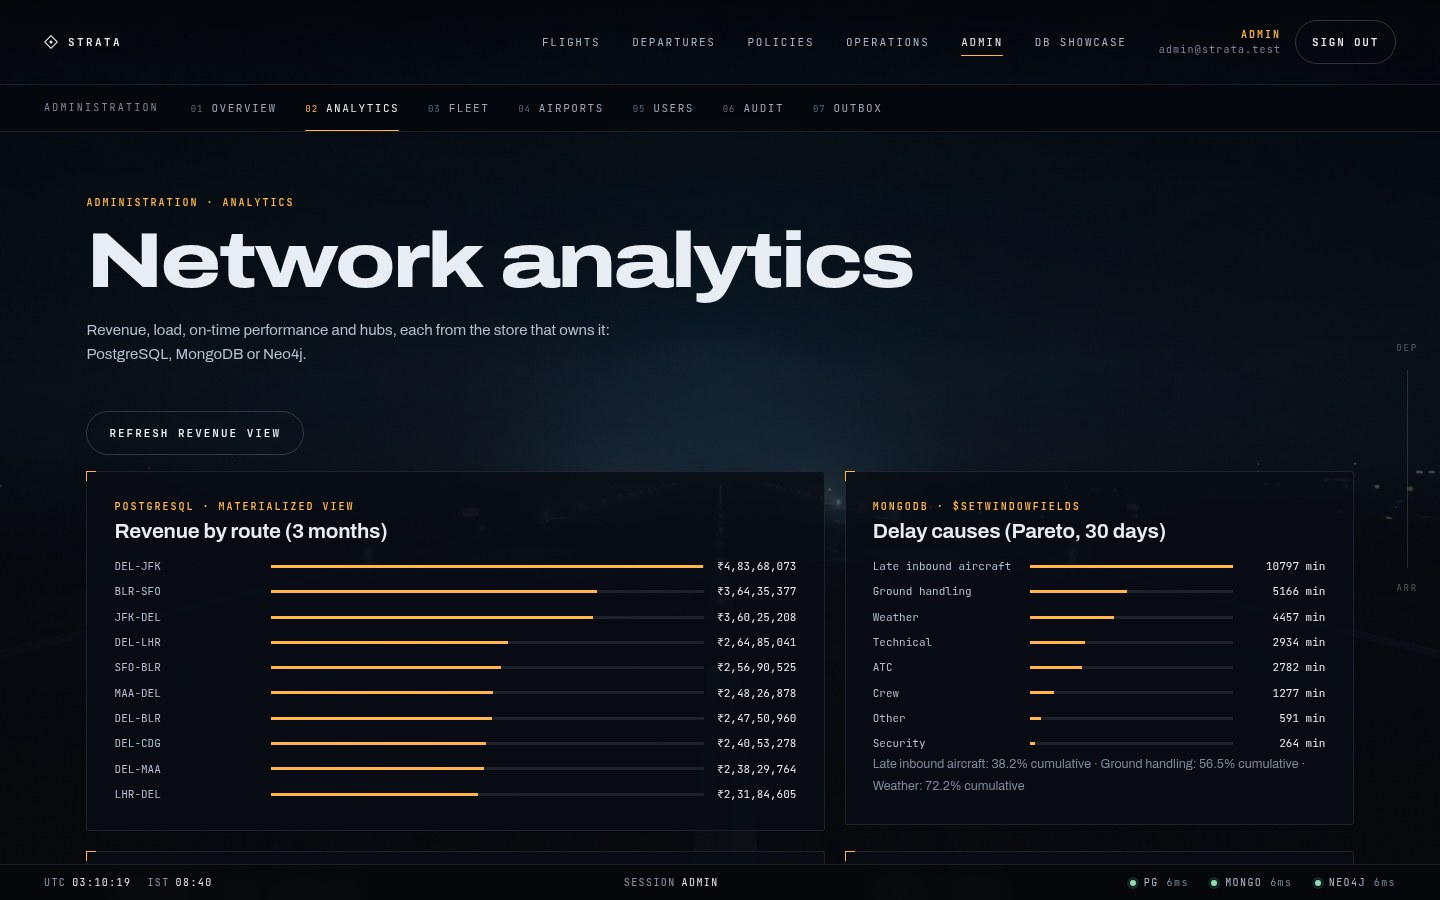 STRATA
FLIGHTS DEPARTURES POLICIES OPERATIONS ADMIN DB SHOWCASE
ADMIN
admin@strata.test
SIGN OUT
ADMINISTRATION 01 OVERVIEW 02 ANALYTICS 03 FLEET 04 AIRPORTS 05 USERS 06 AUDIT 07 OUTBOX
ADMINISTRATION · ANALYTICS
Network analytics
Revenue, load, on-time performance and hubs, each from the store that owns it:
PostgreSQL, MongoDB or Neo4j.
REFRESH REVENUE VIEW
POSTGRESQL · MATERIALIZED VIEW
Revenue by route (3 months)
DEL-JFK ₹4,83,68,073
BLR-SFO ₹3,64,35,377
JFK-DEL ₹3,60,25,208
DEL-LHR ₹2,64,85,041
SFO-BLR ₹2,56,90,525
MAA-DEL ₹2,48,26,878
DEL-BLR ₹2,47,50,960
DEL-CDG ₹2,40,53,278
DEL-MAA ₹2,38,29,764
LHR-DEL ₹2,31,84,605
MONGODB · $SETWINDOWFIELDS
Delay causes (Pareto, 30 days)
Late inbound aircraft 10797 min
Ground handling 5166 min
Weather 4457 min
Technical 2934 min
ATC 2782 min
Crew 1277 min
Other 591 min
Security 264 min
Late inbound aircraft: 38.2% cumulative · Ground handling: 56.5% cumulative ·
Weather: 72.2% cumulative
DEP
ARR
UTC 03:10:19 IST 08:40
SESSION ADMIN
PG 6ms MONGO 6ms NEO4J 6ms